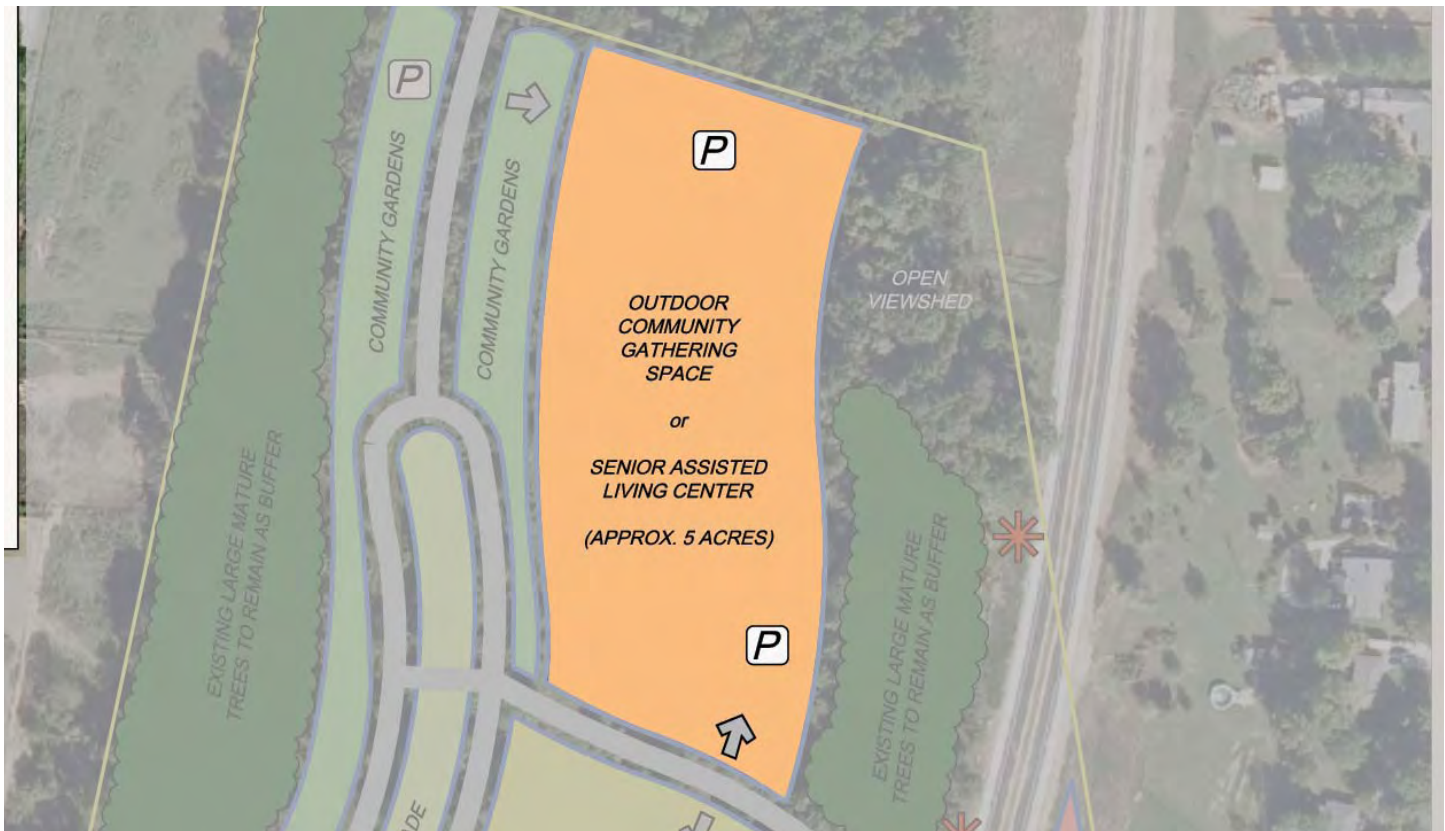 P
COMMUNITY GARDENS
COMMUNITY GARDENS
P
OUTDOOR
COMMUNITY
GATHERING
SPACE
or
SENIOR ASSISTED
LIVING CENTER
(APPROX. 5 ACRES)
P
OPEN
VIEWSHED
EXISTING LARGE MATURE
TREES TO REMAIN AS BUFFER
EXISTING LARGE MATURE
TREES TO REMAIN AS BUFFER